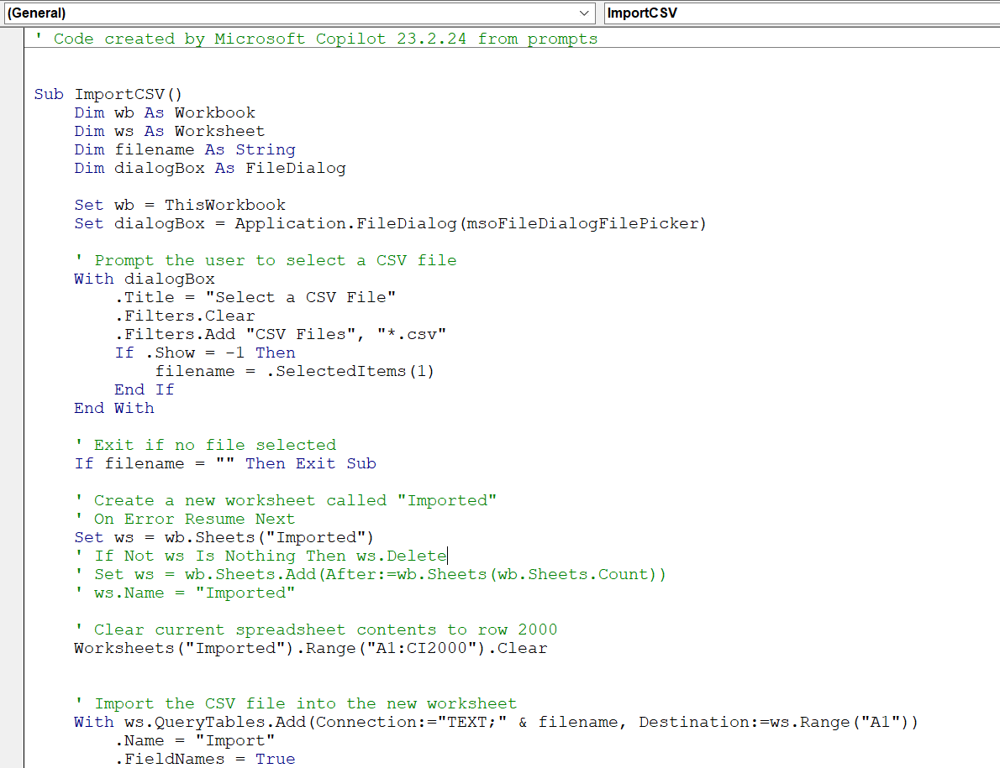 (General)
ImportCSV
' Code created by Microsoft Copilot 23.2.24 from prompts
Sub ImportCSV()
Dim wb As Workbook
Dim ws As Worksheet
Dim filename As String
Dim dialogBox As FileDialog
Set wb = ThisWorkbook
Set dialogBox = Application.FileDialog(msoFileDialogFilePicker)
' Prompt the user to select a CSV file
With dialogBox
.Title = "Select a CSV File"
.Filters.Clear
.Filters.Add "CSV Files", "*.csv"
If .Show = -1 Then
filename = .SelectedItems(1)
End If
End With
' Exit if no file selected
If filename = "" Then Exit Sub
' Create a new worksheet called "Imported"
' On Error Resume Next
Set ws = wb.Sheets("Imported")
' If Not ws Is Nothing Then ws.Delete
' Set ws = wb.Sheets.Add(After:=wb.Sheets(wb.Sheets.Count))
' ws.Name = "Imported"
' Clear current spreadsheet contents to row 2000
Worksheets("Imported").Range("A1:CI2000").Clear
' Import the CSV file into the new worksheet
With ws.QueryTables.Add(Connection:="TEXT;" & filename, Destination:=ws.Range("A1"))
.Name = "Import"
.FieldNames = True